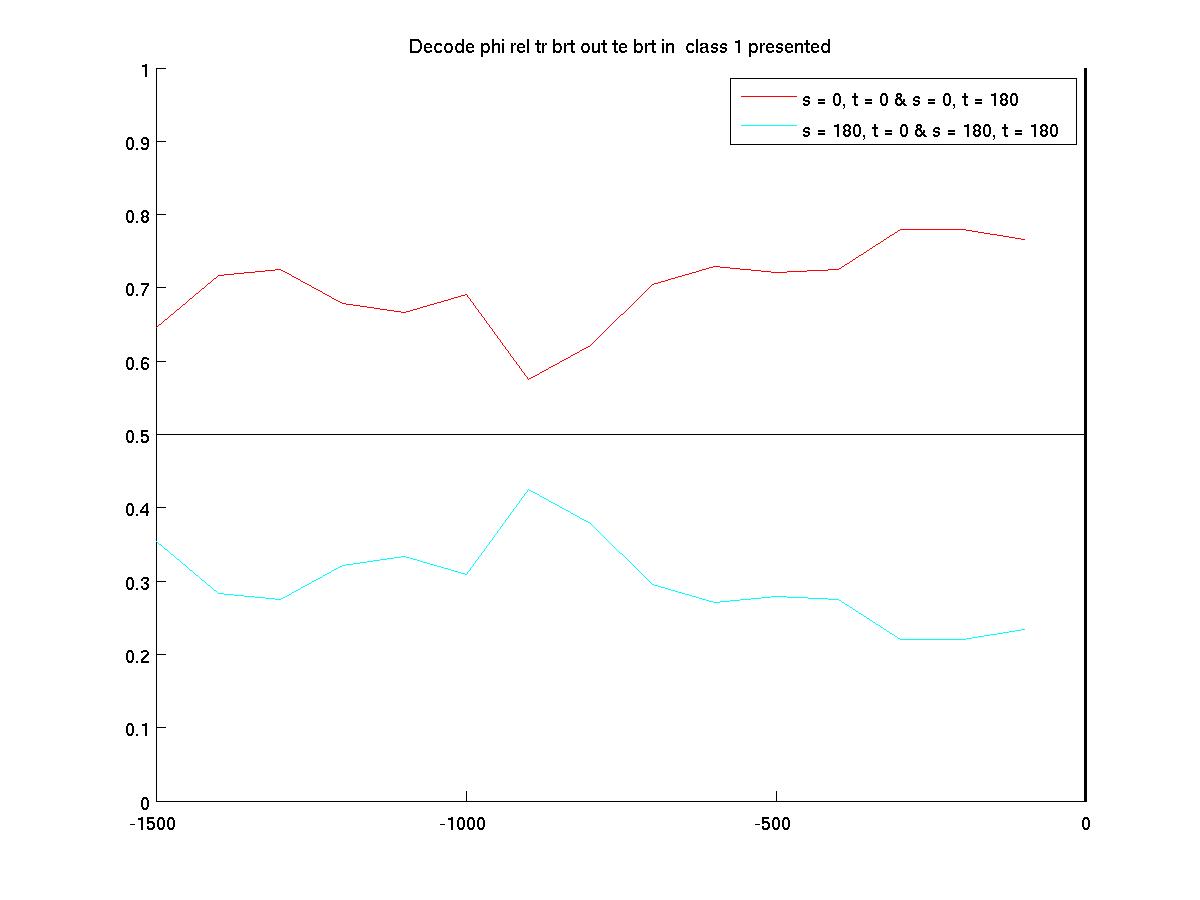 Decode phi rel tr brt out te brt in  class 1 presented
s = 0, t = 0 & s = 0, t = 180
s = 180, t = 0 & s = 180, t = 180
1
0.9
0.8
0.7
0.6
0.5
0.4
0.3
0.2
0.1
0
-1500 -1000 -500 0